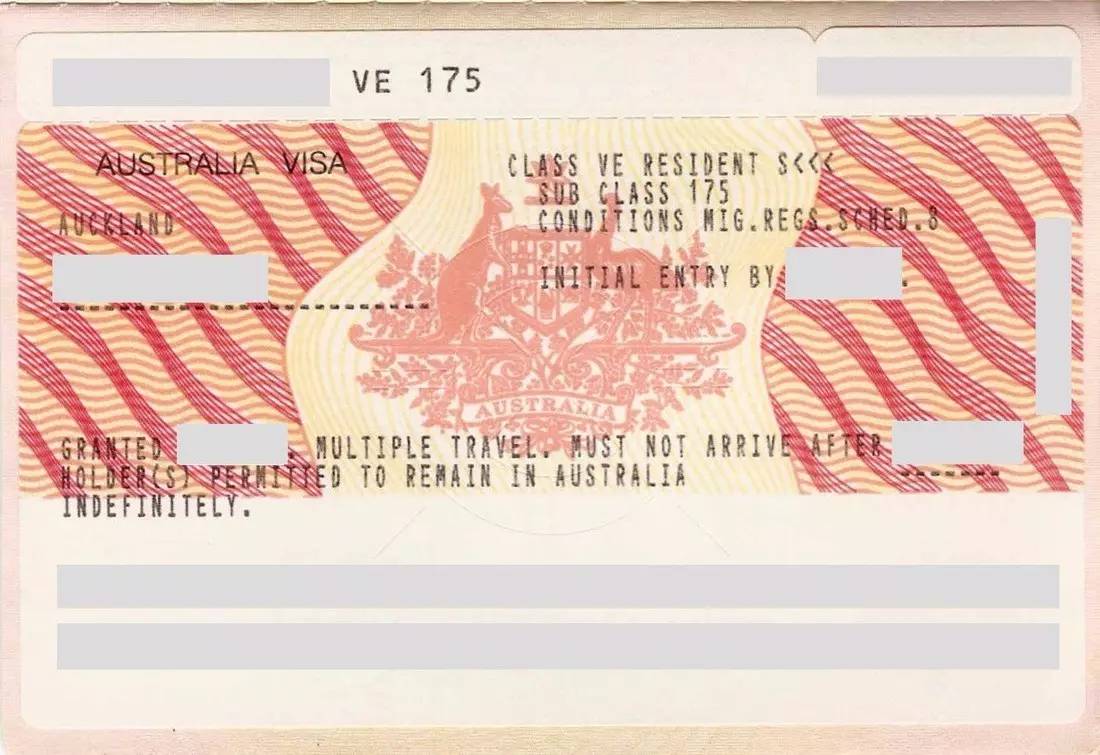 VE 175
AUSTRALIA VISA
CLASS VE RESIDENT S<<<
SUB CLASS 175
AUCKLAND
CONDITIONS MIG.REGS.SCHED.8
INITIAL ENTRY BY .
AUSTRALIA
GRANTED . MULTIPLE TRAVEL. MUST NOT ARRIVE AFTER
HOLDER(S) PERMITTED TO REMAIN IN AUSTRALIA
INDEFINITELY.